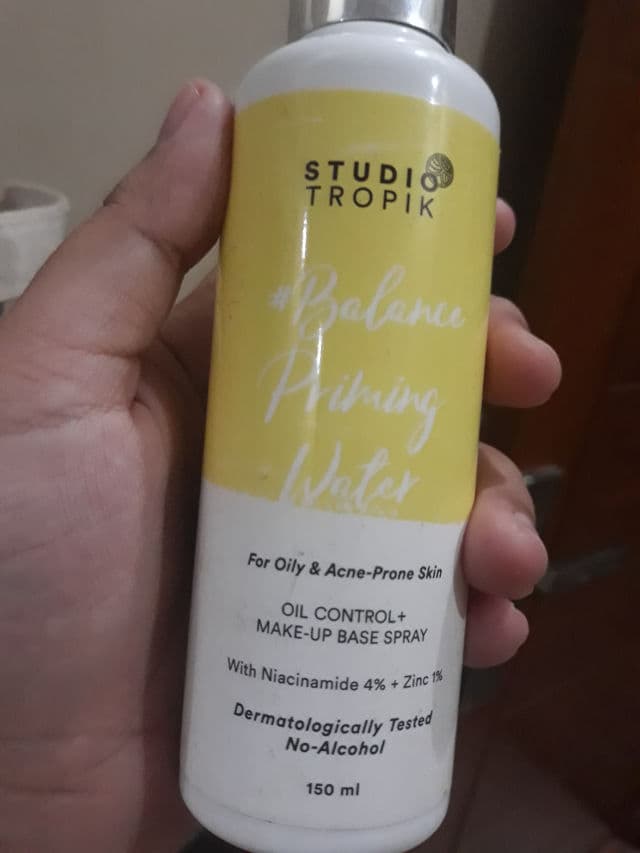 STUDIO
TROPIK
#Balance
Priming
Water
For Oily & Acne-Prone Skin
OIL CONTROL+
MAKE-UP BASE SPRAY
With Niacinamide 4% + Zinc 1%
Dermatologically Tested
No-Alcohol
150 ml